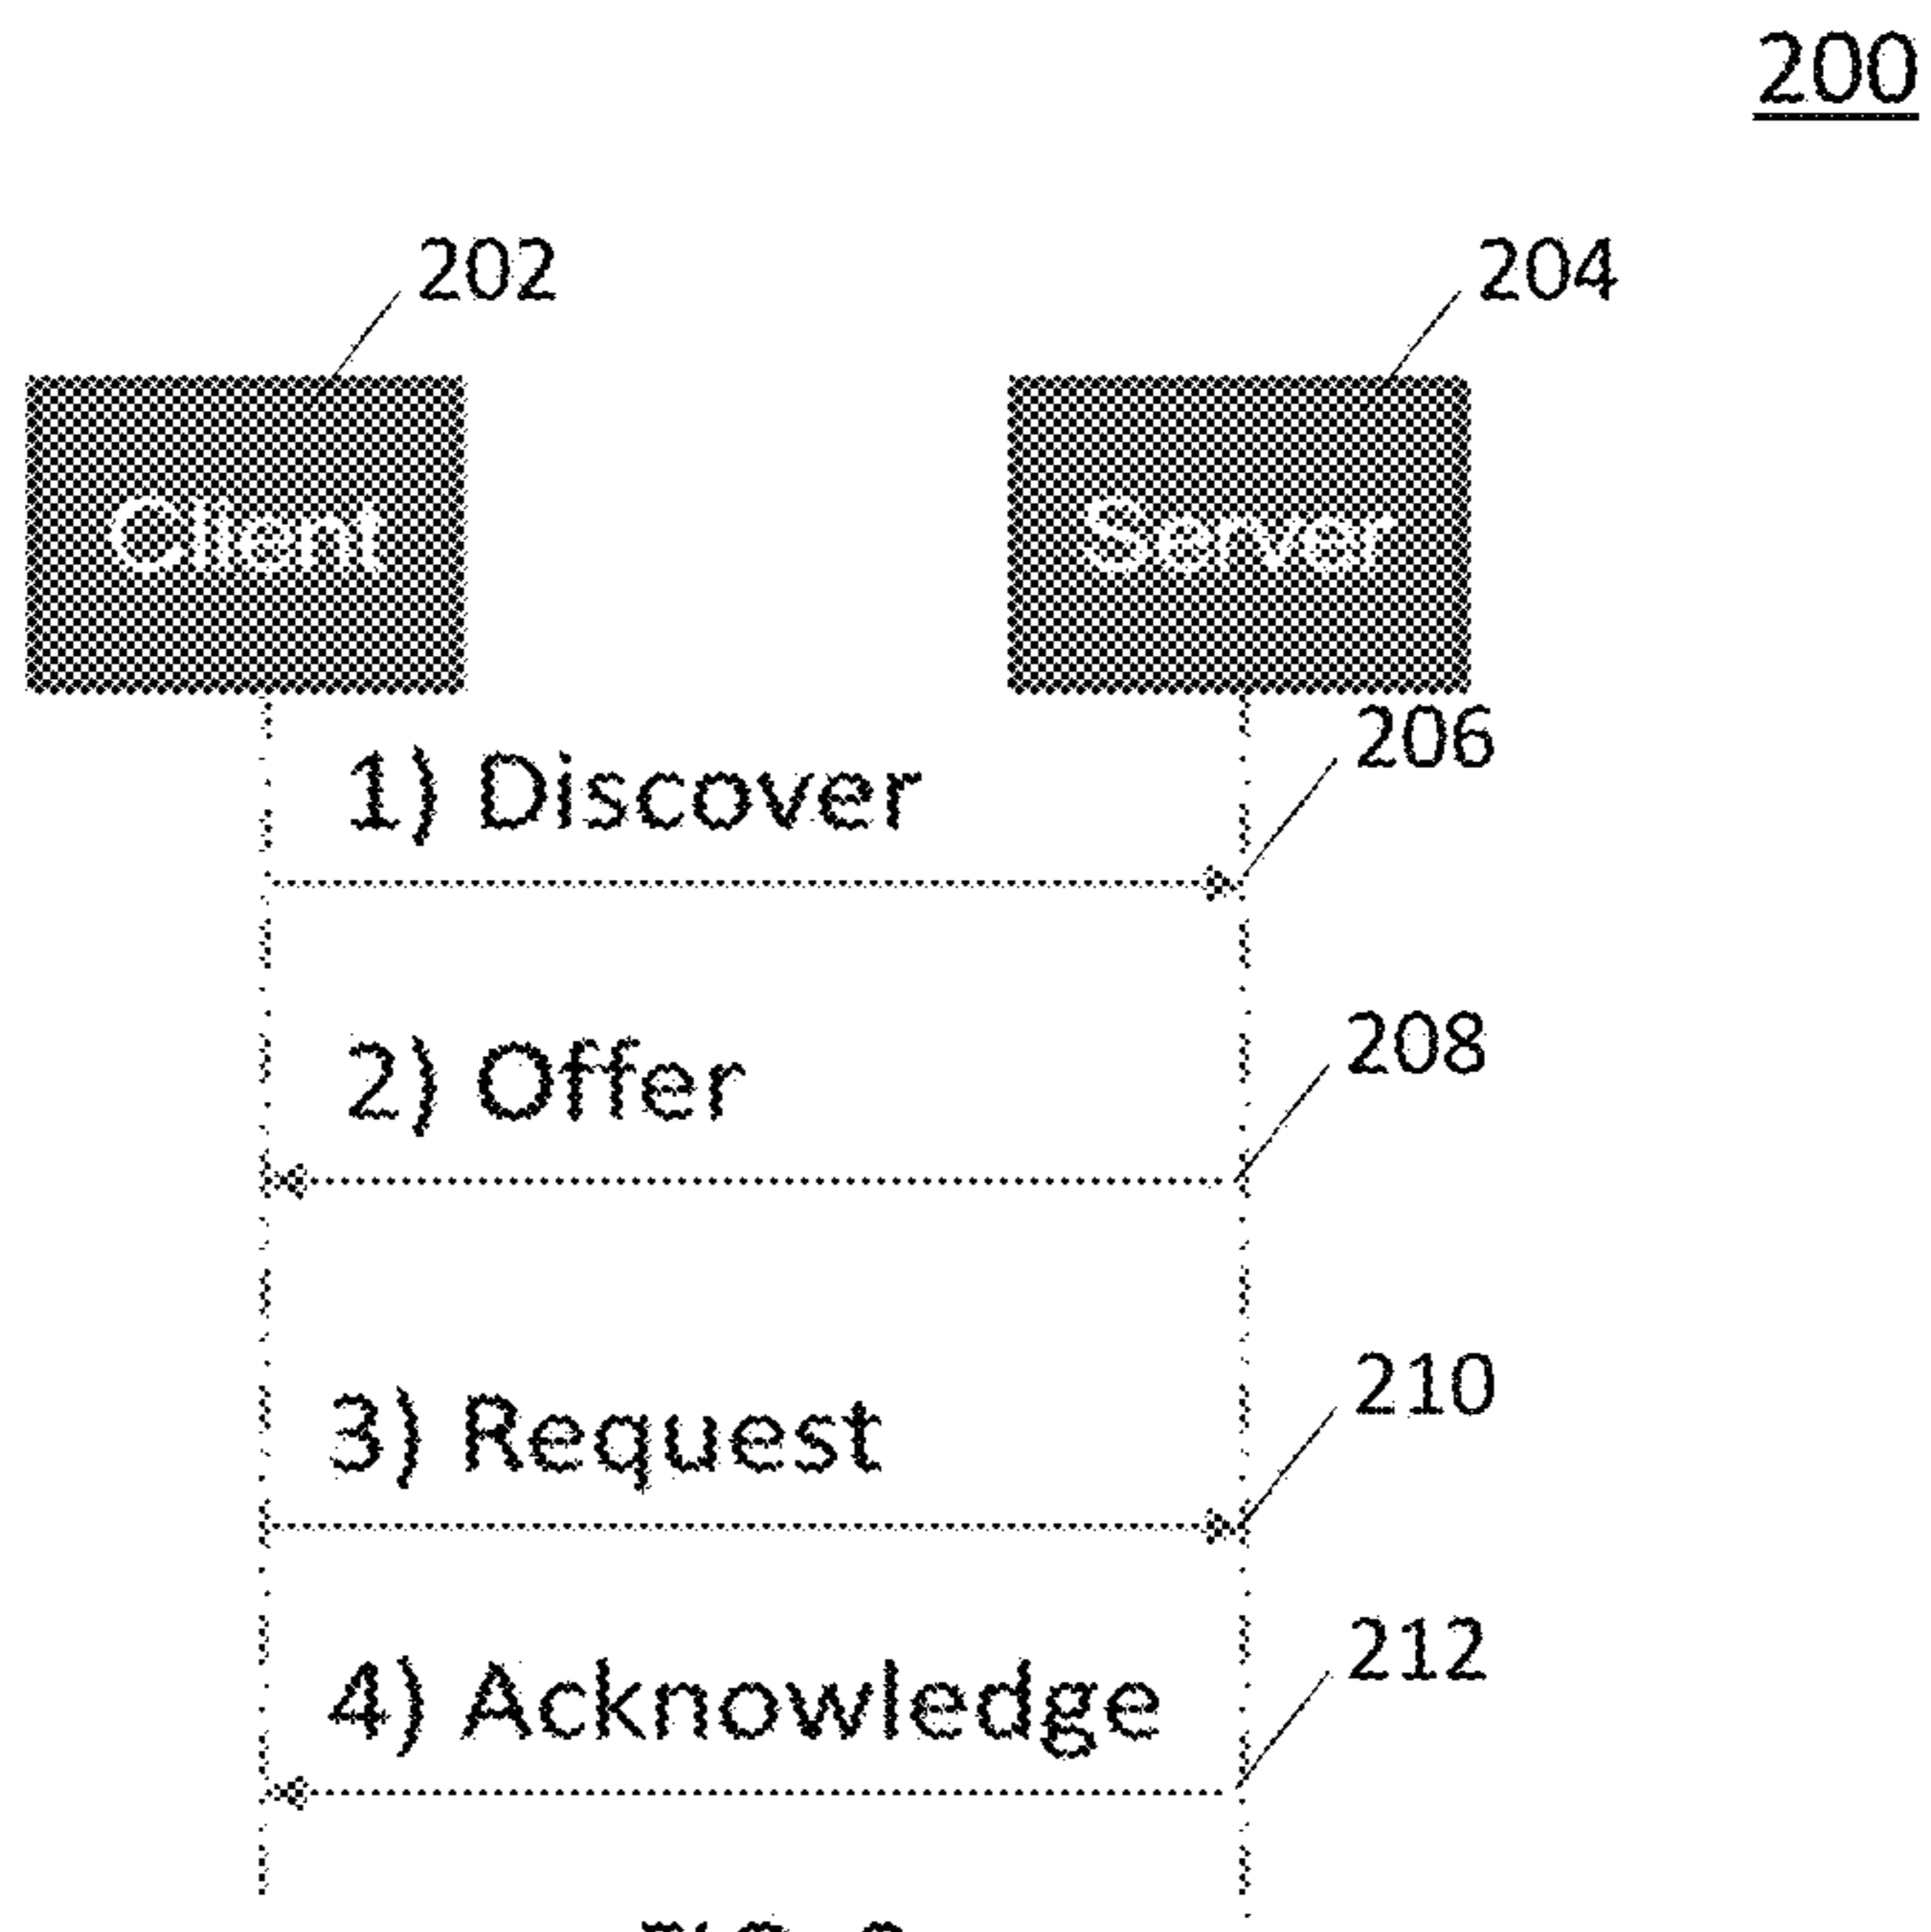 200
202
204
Client
Server
206
1) Discover
208
2) Offer
210
3) Request
212
4) Acknowledge